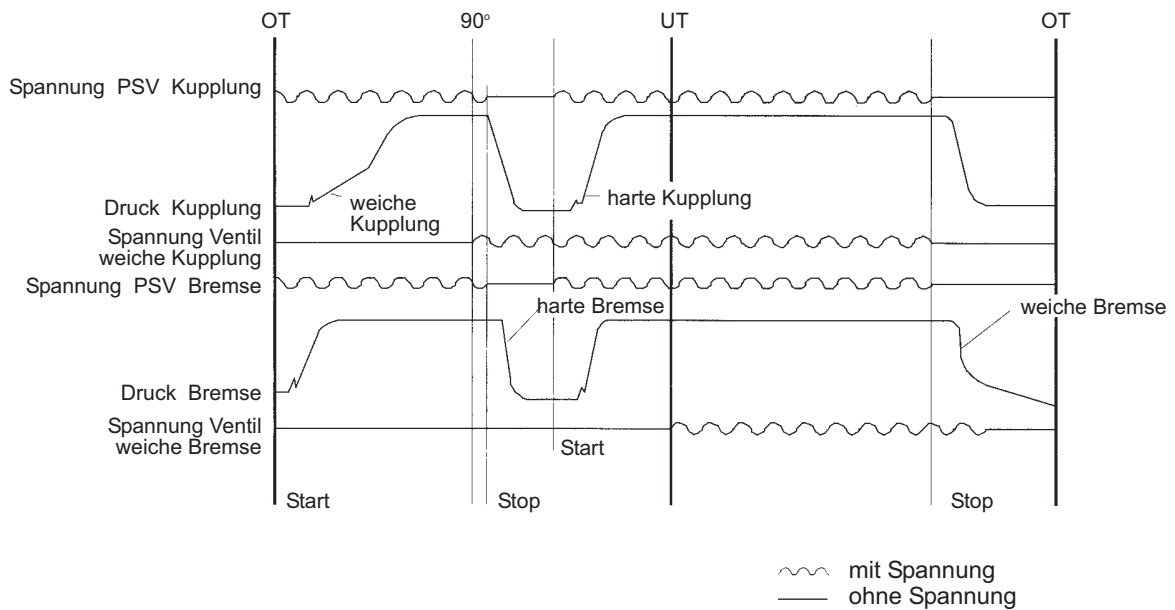 OT 90° UT OT
Spannung PSV Kupplung
weiche
Kupplung
harte Kupplung
Druck Kupplung
Spannung Ventil
weiche Kupplung
Spannung PSV Bremse
harte Bremse
weiche Bremse
Druck Bremse
Spannung Ventil
weiche Bremse
Start
Start
Stop
Stop
mit Spannung
ohne Spannung